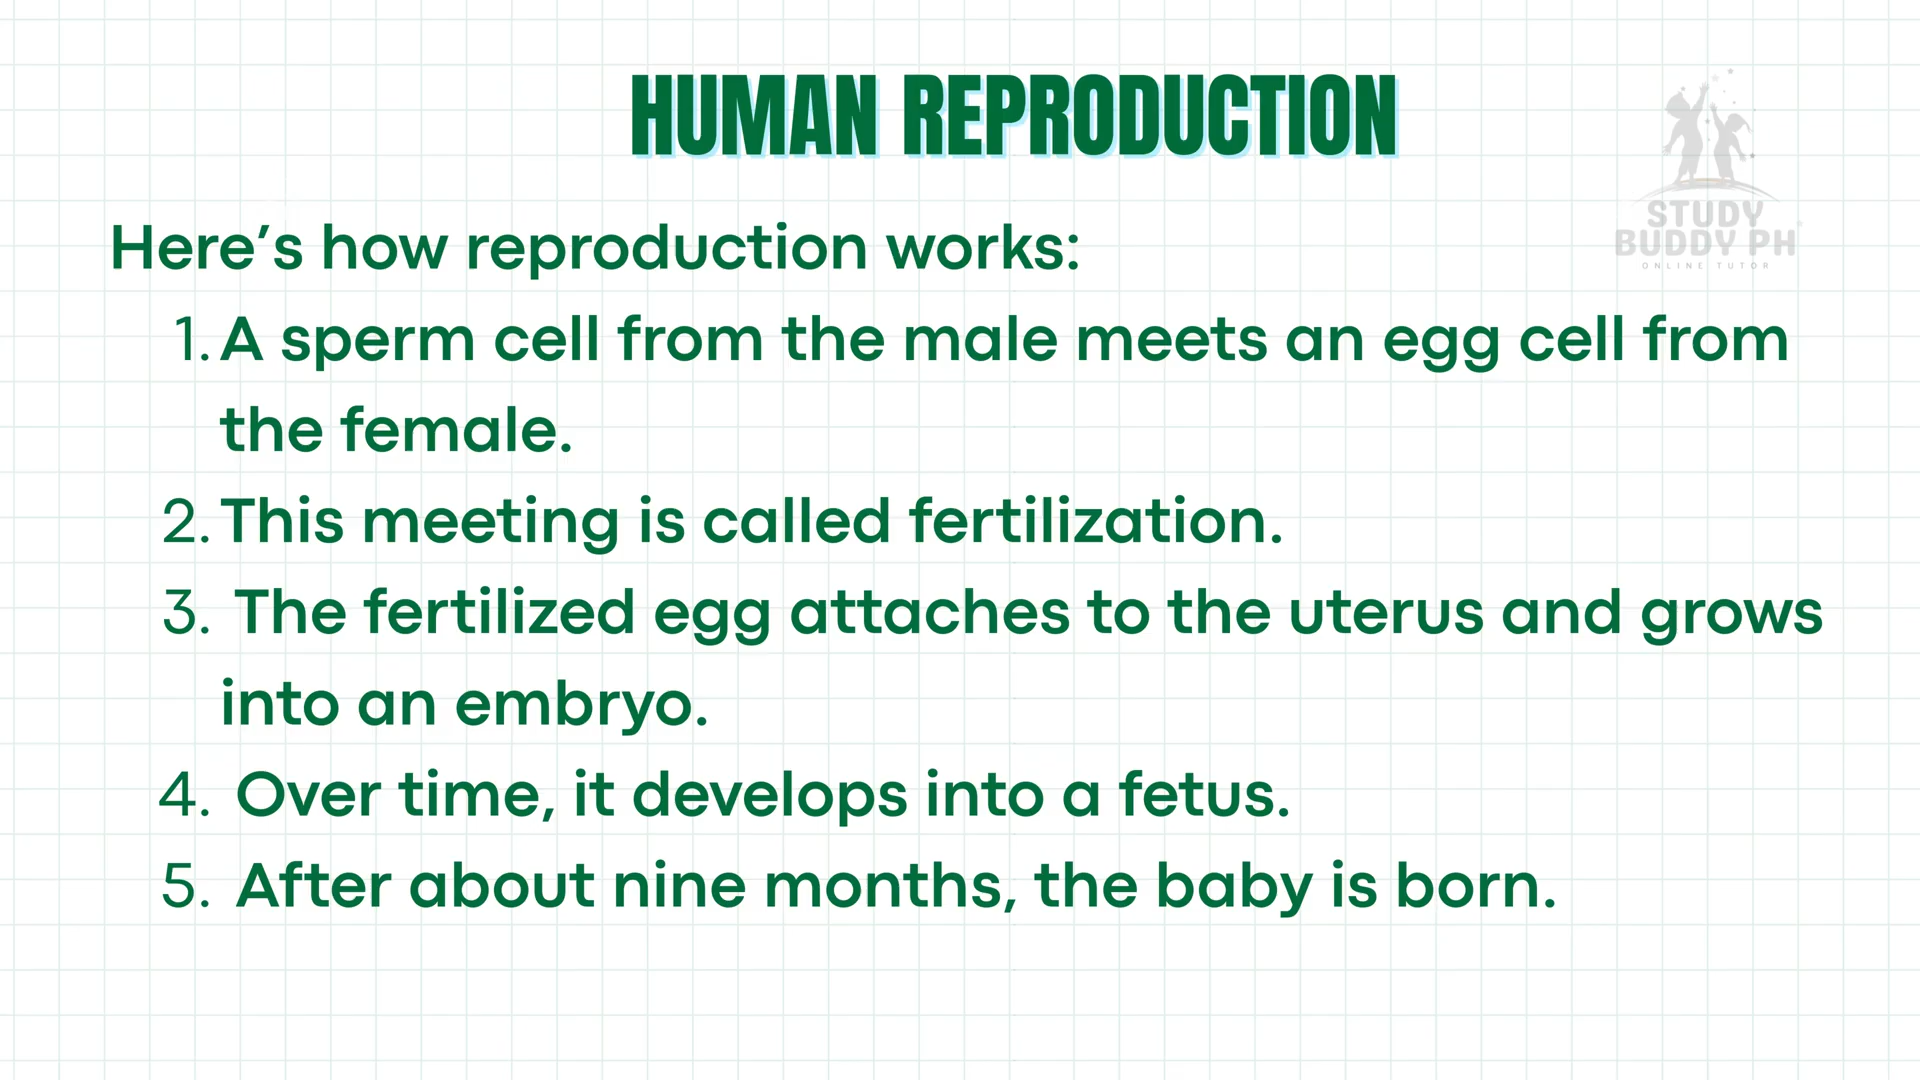 HUMAN REPRODUCTION
STUDY
BUDDY PH
ONLINE TUTOR
Here’s how reproduction works:
1. A sperm cell from the male meets an egg cell from
the female.
2. This meeting is called fertilization.
3. The fertilized egg attaches to the uterus and grows
into an embryo.
4. Over time, it develops into a fetus.
5. After about nine months, the baby is born.